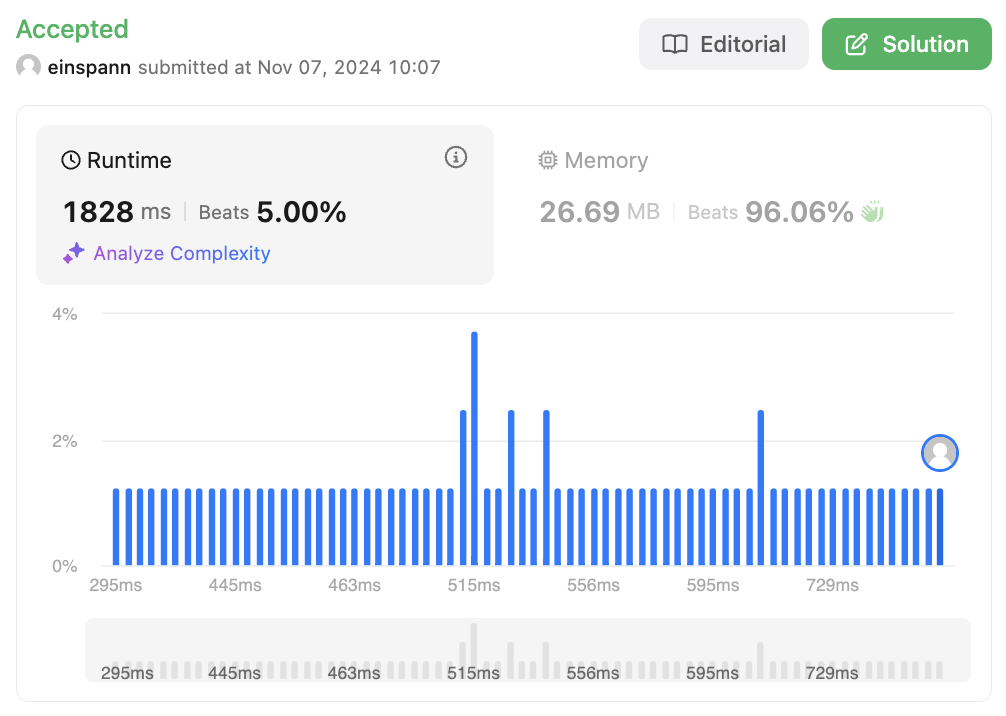 Accepted
einspann submitted at Nov 07, 2024 10:07
Editorial
Solution
Runtime
1828 ms | Beats 5.00%
Analyze Complexity
Memory
26.69 MB | Beats 96.06%
4%
2%
0%
295ms 445ms 463ms 515ms 556ms 595ms 729ms
295ms 445ms 463ms 515ms 556ms 595ms 729ms